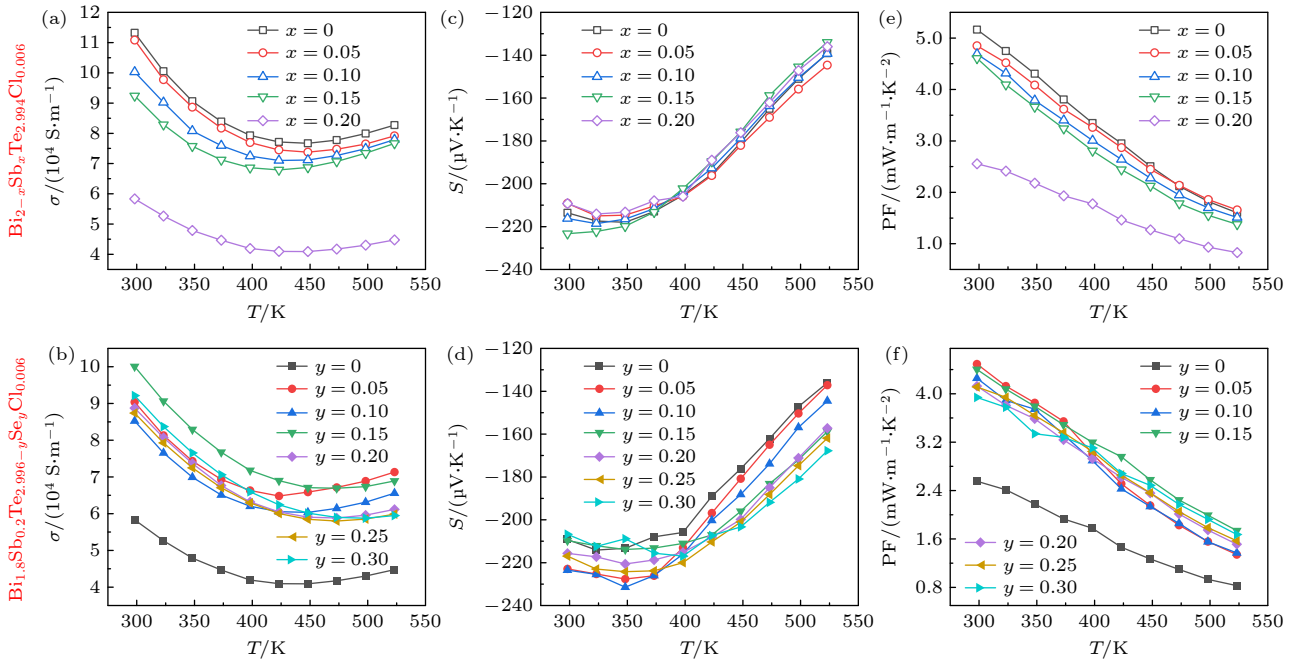 (a)
12
11
10
9
8
7
6
5
4
σ/(10⁴ S·m⁻¹)
Bi₂₋ₓSbₓTe₂.₉₉₄Cl₀.₀₀₆
x = 0
x = 0.05
x = 0.10
x = 0.15
x = 0.20
300 350 400 450 500 550
T/K
(c)
−120
−140
−160
−180
−200
−220
−240
S/(μV·K⁻¹)
x = 0
x = 0.05
x = 0.10
x = 0.15
x = 0.20
300 350 400 450 500 550
T/K
(e)
5.0
4.0
3.0
2.0
1.0
PF/(mW·m⁻¹·K⁻²)
x = 0
x = 0.05
x = 0.10
x = 0.15
x = 0.20
300 350 400 450 500 550
T/K
(b)
10
9
8
7
6
5
4
σ/(10⁴ S·m⁻¹)
Bi₁.₈Sb₀.₂Te₂.₉₉₆₋ySeyCl₀.₀₀₆
y = 0
y = 0.05
y = 0.10
y = 0.15
y = 0.20
y = 0.25
y = 0.30
300 350 400 450 500 550
T/K
(d)
−120
−140
−160
−180
−200
−220
−240
S/(μV·K⁻¹)
y = 0
y = 0.05
y = 0.10
y = 0.15
y = 0.20
y = 0.25
y = 0.30
300 350 400 450 500 550
T/K
(f)
4.0
3.2
2.4
1.6
0.8
PF/(mW·m⁻¹·K⁻²)
y = 0
y = 0.05
y = 0.10
y = 0.15
y = 0.20
y = 0.25
y = 0.30
300 350 400 450 500 550
T/K